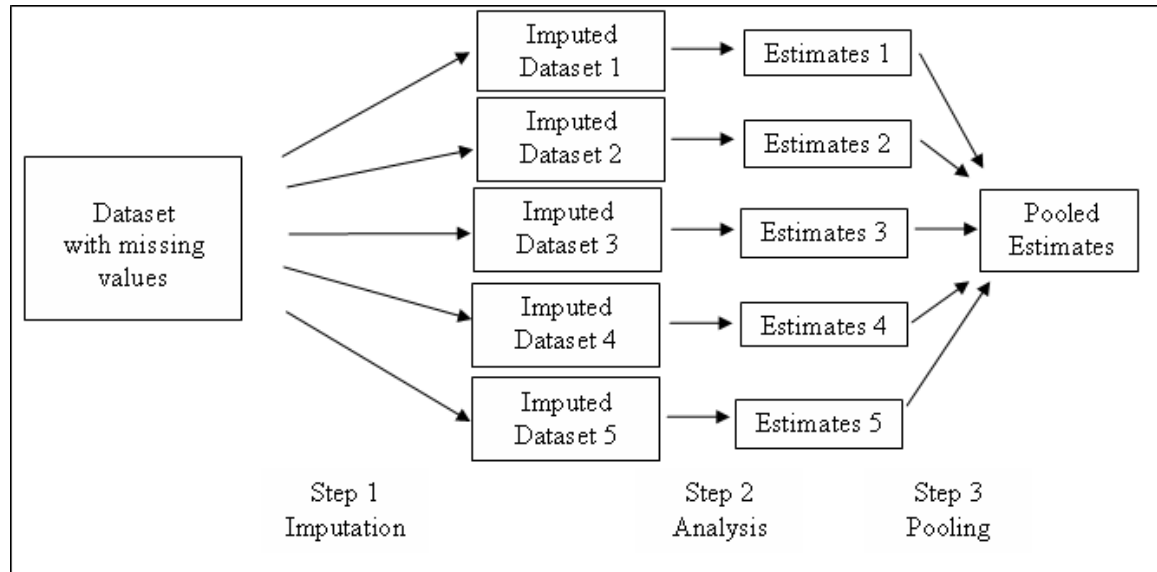 Dataset
with missing
values
Imputed
Dataset 1
Imputed
Dataset 2
Imputed
Dataset 3
Imputed
Dataset 4
Imputed
Dataset 5
Estimates 1
Estimates 2
Estimates 3
Estimates 4
Estimates 5
Pooled
Estimates
Step 1
Imputation
Step 2
Analysis
Step 3
Pooling